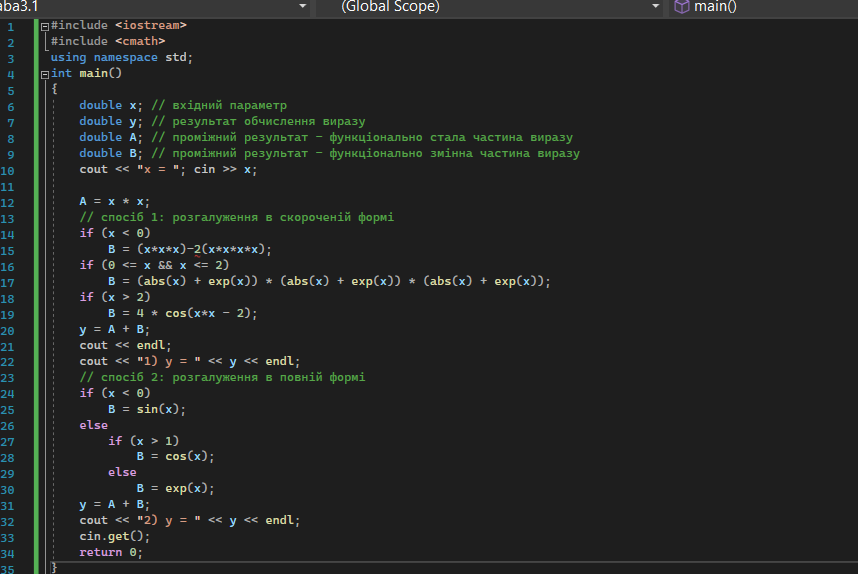 aba3.1 (Global Scope) main()
1 #include <iostream>
2 #include <cmath>
3 using namespace std;
4 int main()
5 {
6 double x; // вхідний параметр
7 double y; // результат обчислення виразу
8 double A; // проміжний результат - функціонально стала частина виразу
9 double B; // проміжний результат - функціонально змінна частина виразу
10 cout << "x = "; cin >> x;
11
12 A = x * x;
13 // спосіб 1: розгалуження в скороченій формі
14 if (x < 0)
15 B = (x*x*x)-2(x*x*x*x);
16 if (0 <= x && x <= 2)
17 B = (abs(x) + exp(x)) * (abs(x) + exp(x)) * (abs(x) + exp(x));
18 if (x > 2)
19 B = 4 * cos(x*x - 2);
20 y = A + B;
21 cout << endl;
22 cout << "1) y = " << y << endl;
23 // спосіб 2: розгалуження в повній формі
24 if (x < 0)
25 B = sin(x);
26 else
27 if (x > 1)
28 B = cos(x);
29 else
30 B = exp(x);
31 y = A + B;
32 cout << "2) y = " << y << endl;
33 cin.get();
34 return 0;
35 }